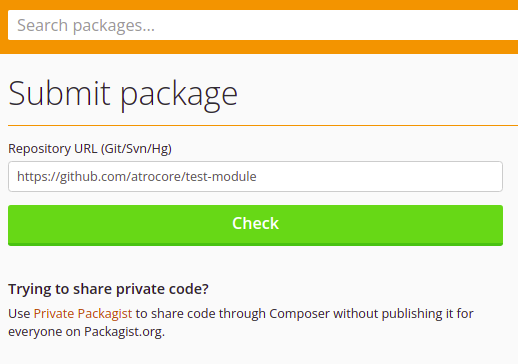 Search packages...
Submit package
Repository URL (Git/Svn/Hg)
https://github.com/atrocore/test-module
Check
Trying to share private code?
Use Private Packagist to share code through Composer without publishing it for
everyone on Packagist.org.